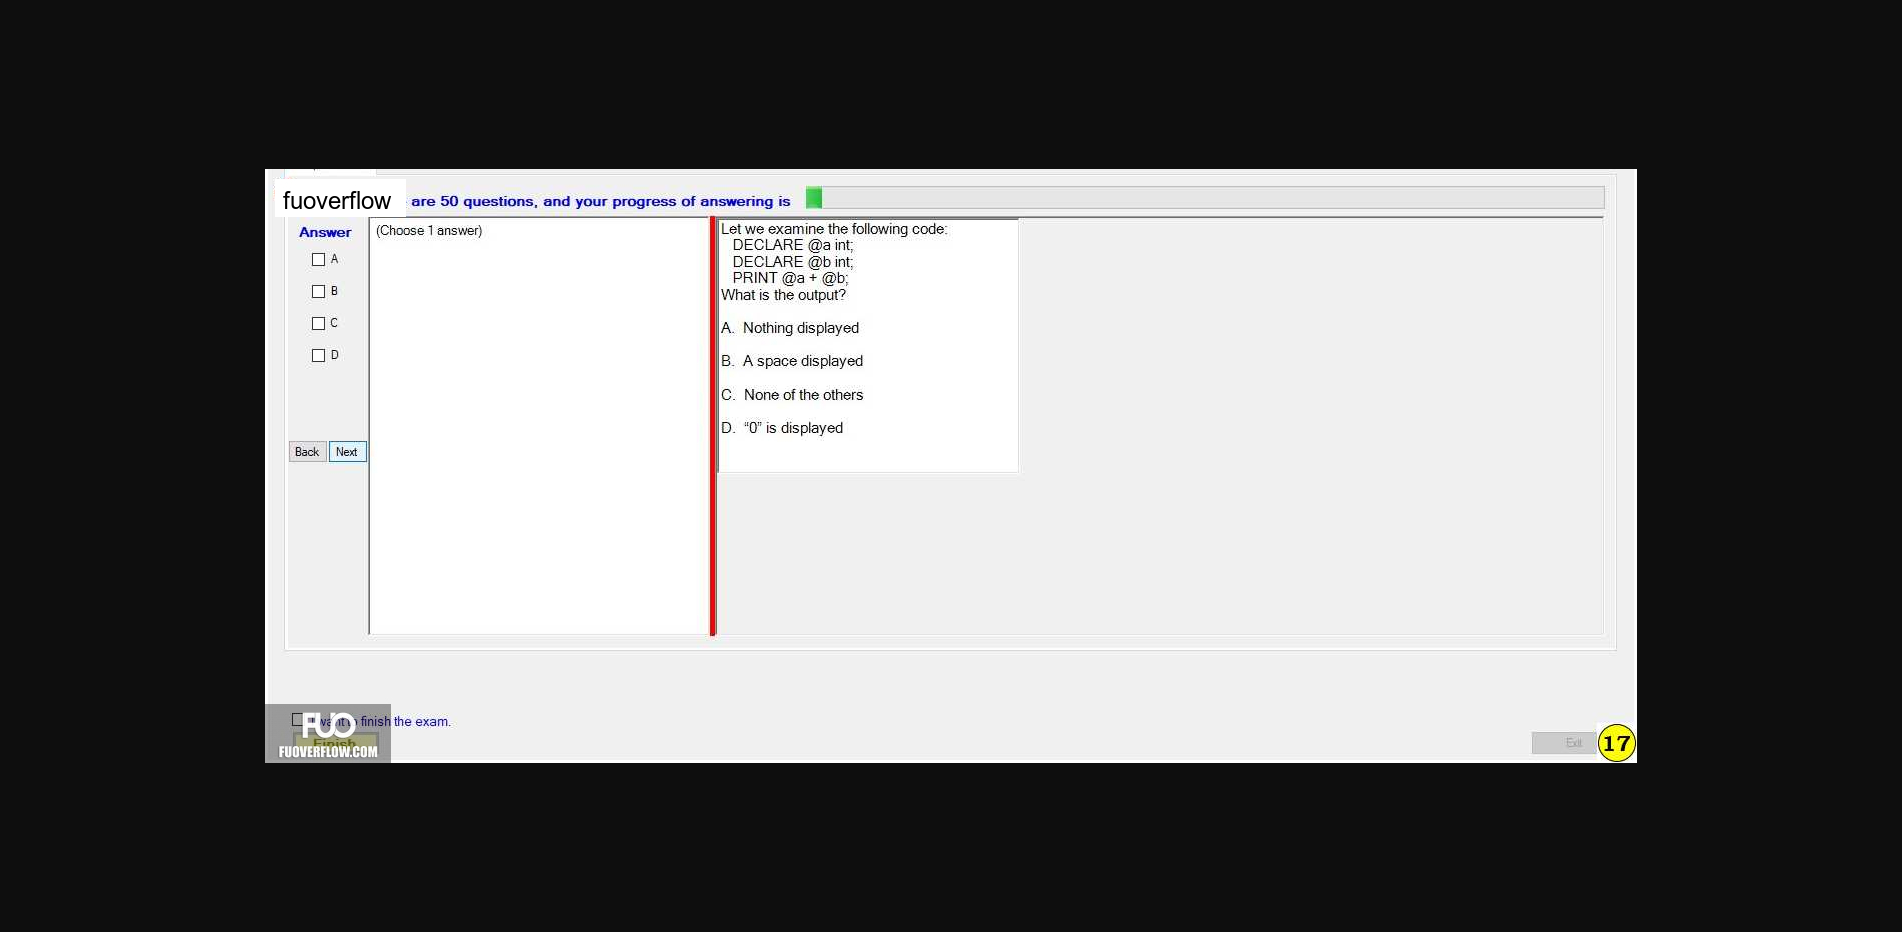 fuoverflow are 50 questions, and your progress of answering is
Answer
A
B
C
D
Back Next
(Choose 1 answer)
Let we examine the following code:
DECLARE @a int;
DECLARE @b int;
PRINT @a + @b;
What is the output?
A. Nothing displayed
B. A space displayed
C. None of the others
D. “0” is displayed
I want to finish the exam.
FUO
Finish
FUOVERFLOW.COM
Exit
17